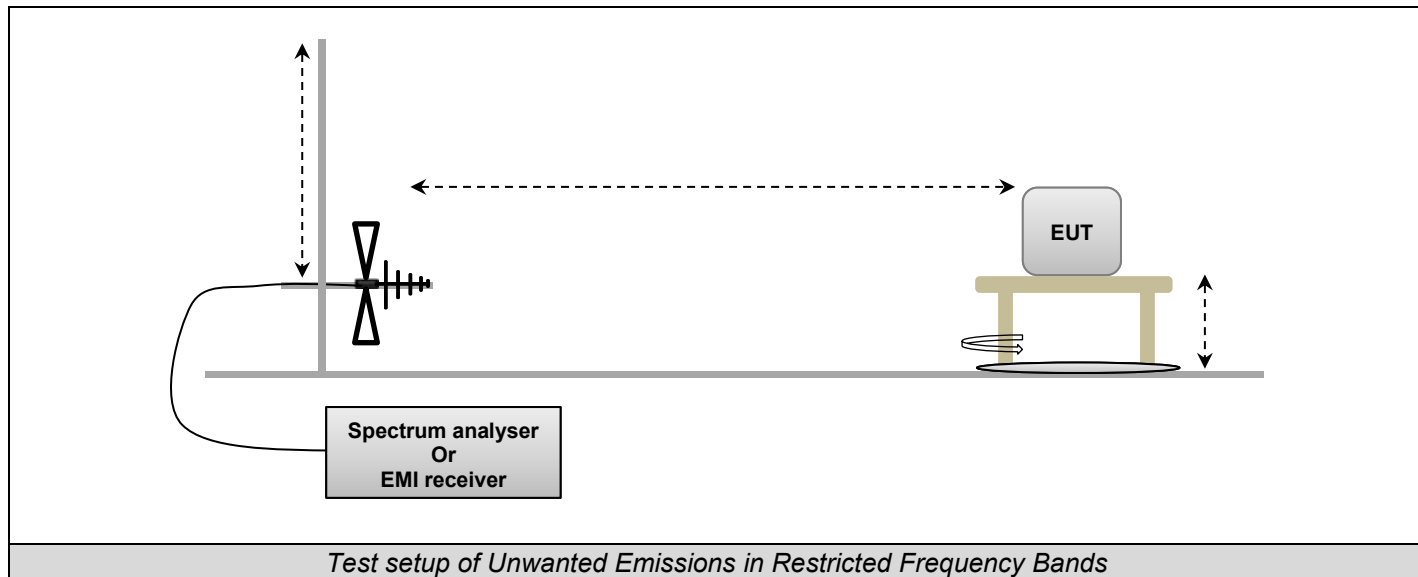 EUT
Spectrum analyser
Or
EMI receiver
Test setup of Unwanted Emissions in Restricted Frequency Bands